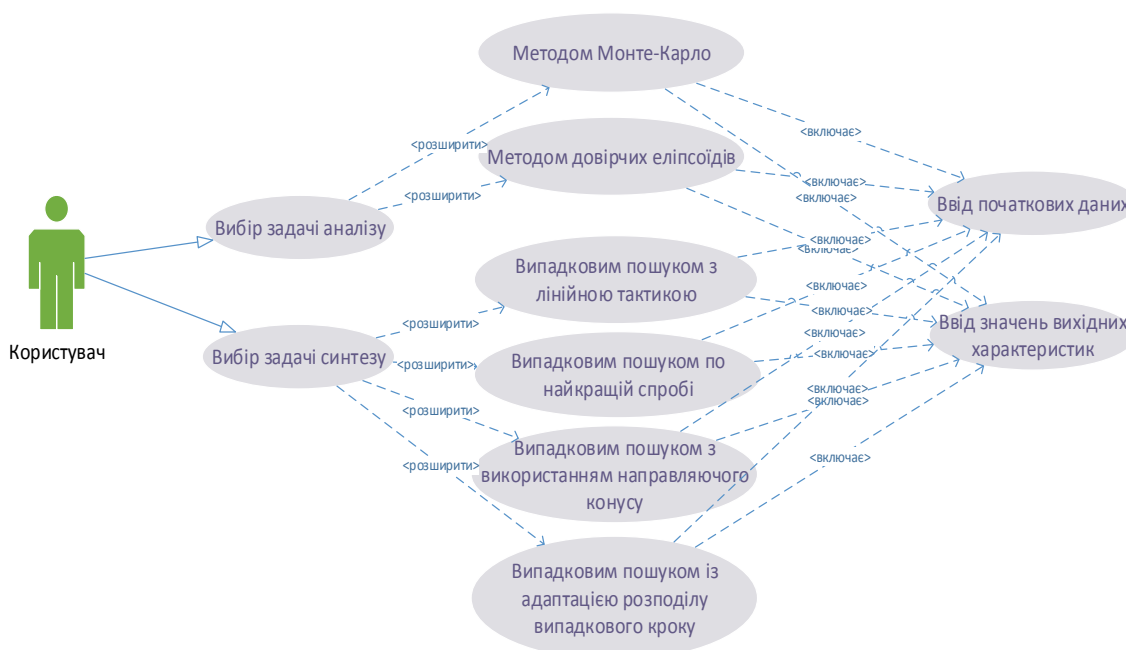 Методом Монте-Карло
<включає>
<розширити>
Методом довірчих еліпсоїдів
<включає>
<розширити>
<включає>
Ввід початкових даних
Вибір задачі аналізу
<включає>
<включає>
Випадковим пошуком з
лінійною тактикою
<включає>
<включає>
Ввід значень вихідних
характеристик
<розширити>
<включає>
Користувач
Вибір задачі синтезу
<включає>
Випадковим пошуком по
найкращій спробі
<розширити>
<включає>
<включає>
<розширити>
Випадковим пошуком з
використанням направляючого
конусу
<включає>
<розширити>
Випадковим пошуком із
адаптацією розподілу
випадкового кроку